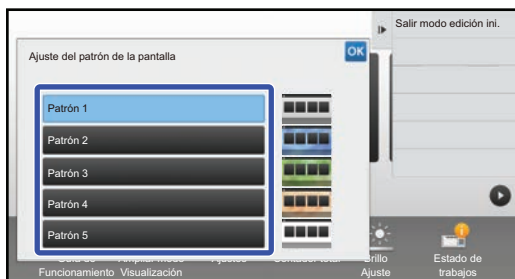 Salir modo edición ini.
Ajuste del patrón de la pantalla
OK
Patrón 1
Patrón 2
Patrón 3
Patrón 4
Patrón 5
Funcionamiento
Visualización
Brillo
Ajuste
Estado de
trabajos